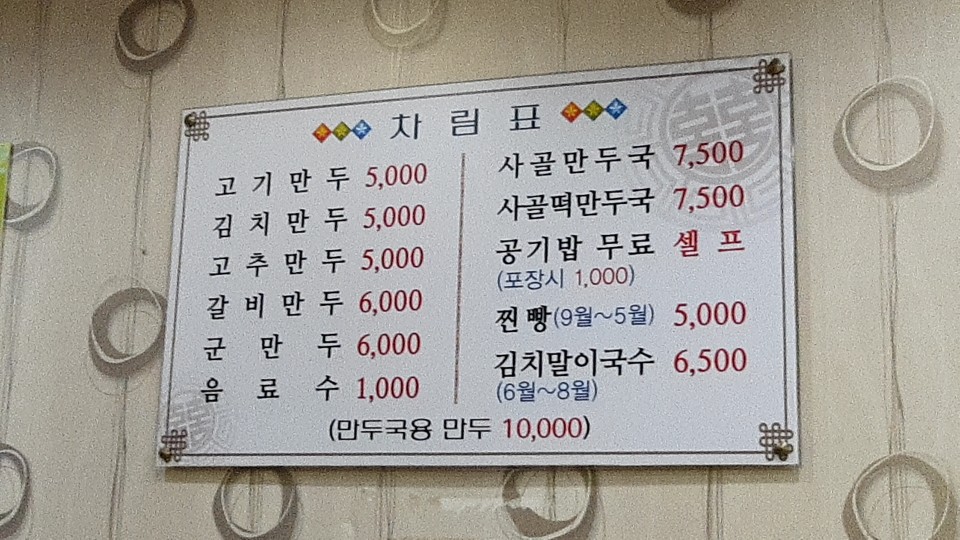 차림표
고기만두 5,000
김치만두 5,000
고추만두 5,000
갈비만두 6,000
군만두 6,000
음료수 1,000
사골만두국 7,500
사골떡만두국 7,500
공기밥 무료 셀프
(포장시 1,000)
찐빵(9월~5월) 5,000
김치말이국수 6,500
(6월~8월)
(만두국용 만두 10,000)